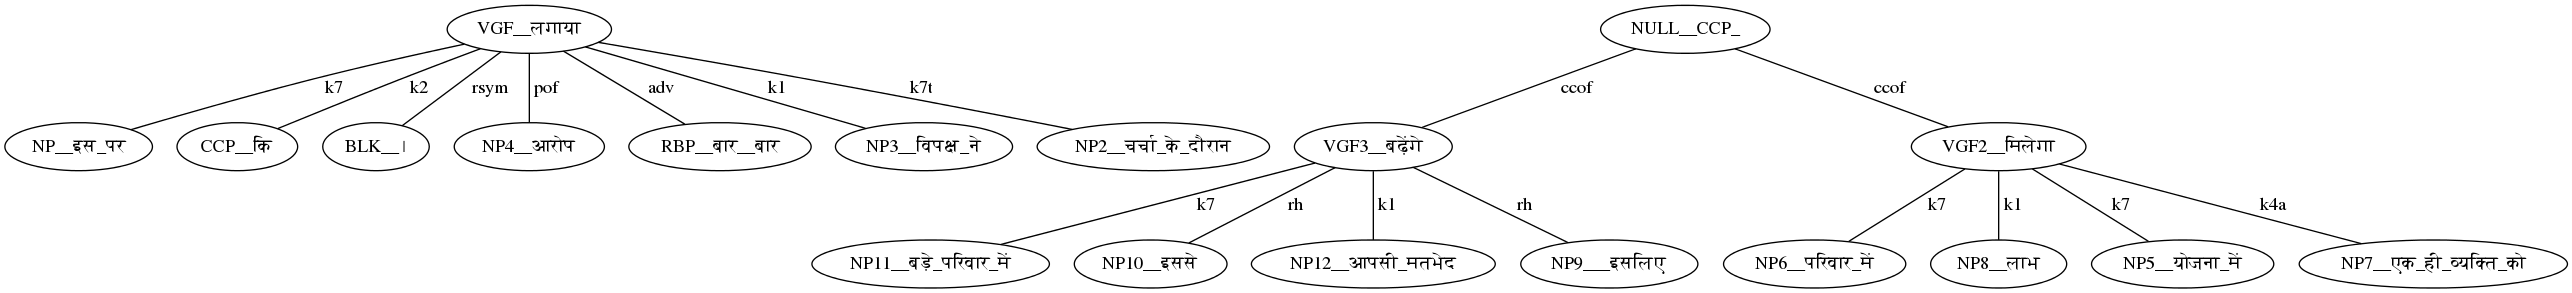 VGF__लगाया NULL__CCP_
k7 k2 rsym pof adv k1 k7t ccof ccof
NP__इस_पर CCP__कि BLK__। NP4__आरोप RBP__बार__बार NP3__विपक्ष_ने NP2__चर्चा_के_दौरान VGF3__बढ़ेंगे VGF2__मिलेगा
k7 rh k1 rh k7 k1 k7 k4a
NP11__बड़े_परिवार_में NP10__इससे NP12__आपसी_मतभेद NP9___इसलिए NP6__परिवार_में NP8__लाभ NP5__योजना_में NP7__एक_ही_व्यक्ति_को